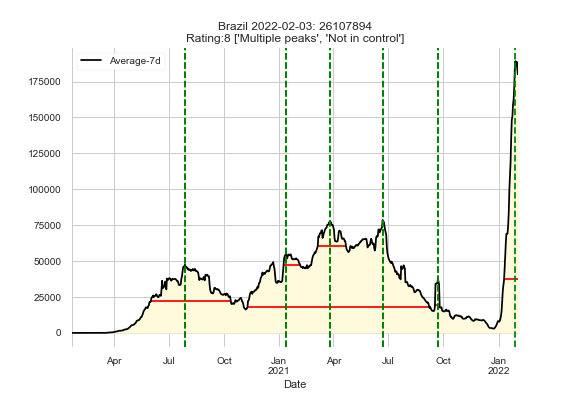 Brazil 2022-02-03: 26107894
Rating:8 ['Multiple peaks', 'Not in control']
Average-7d
175000
150000
125000
100000
75000
50000
25000
0
Apr Jul Oct Jan Apr Jul Oct Jan
2021 2022
Date